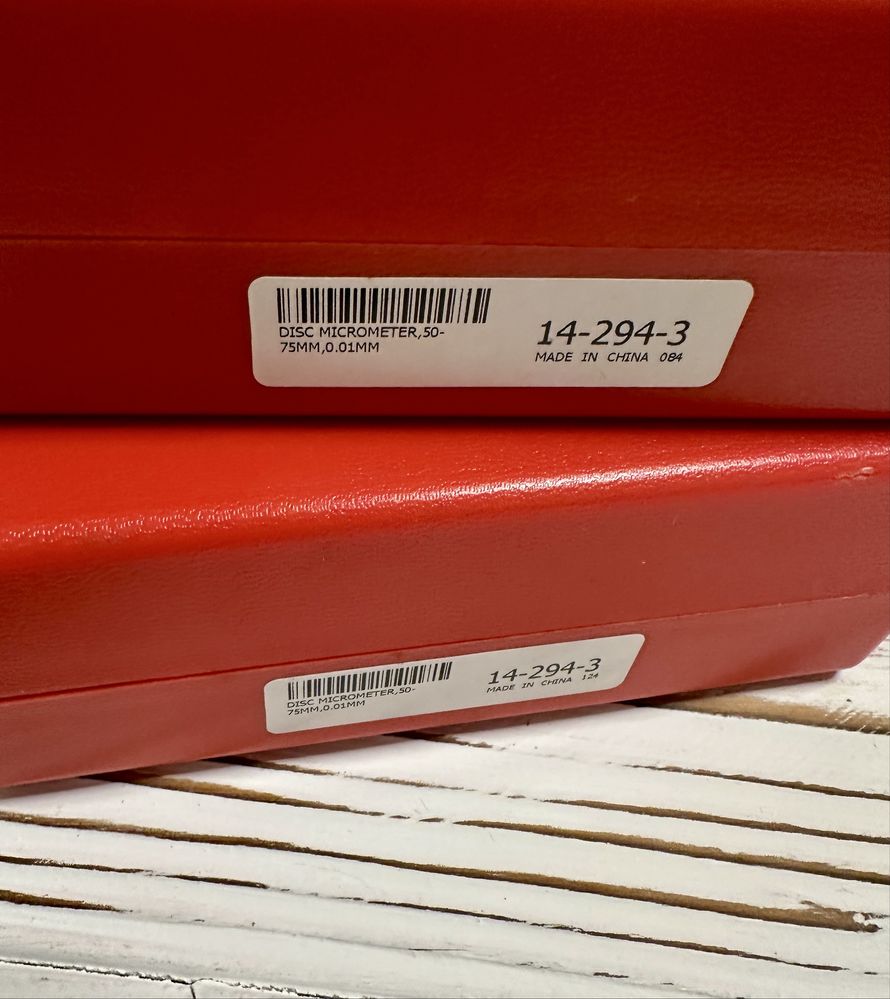 DISC MICROMETER,50-
75MM,0.01MM
14-294-3
MADE IN CHINA 084
DISC MICROMETER,50-
75MM,0.01MM
14-294-3
MADE IN CHINA 124